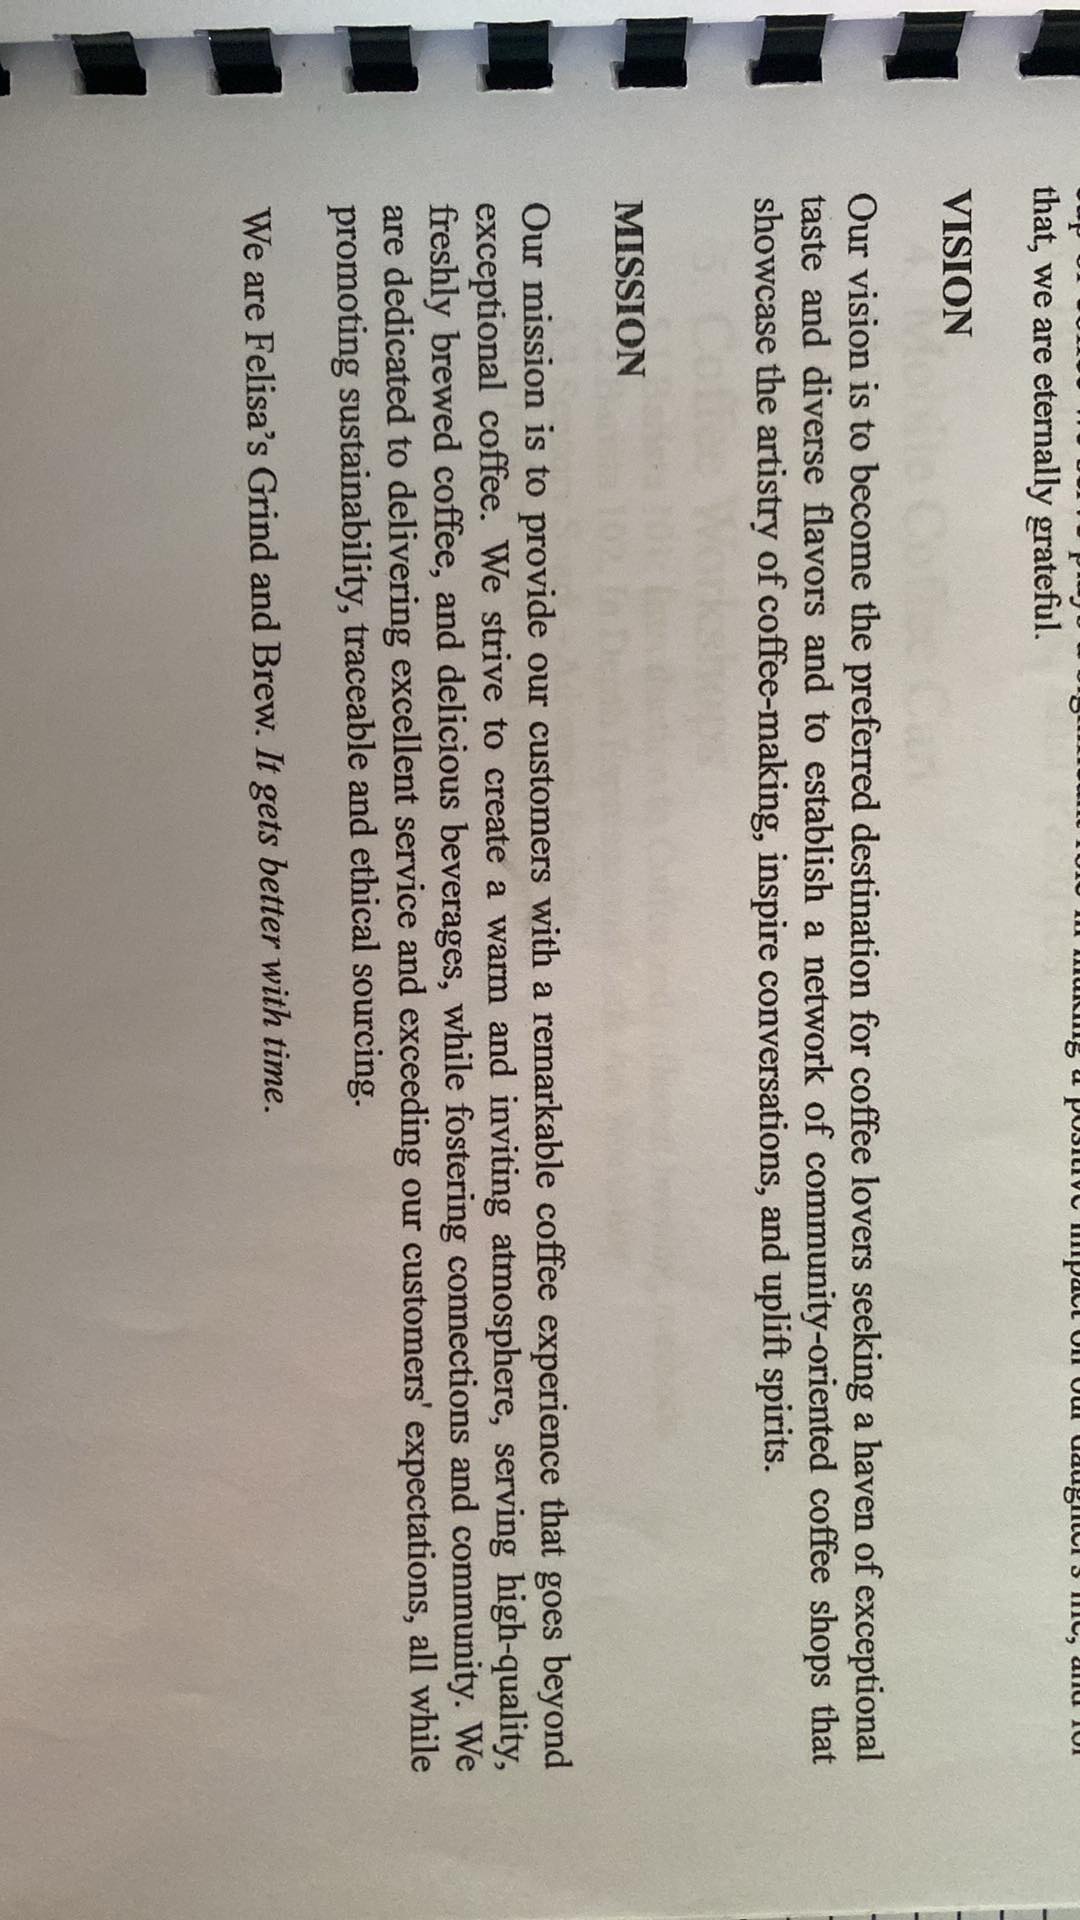 a positive impact on our daughter's life, and for
that, we are eternally grateful.
VISION
Our vision is to become the preferred destination for coffee lovers seeking a haven of exceptional
taste and diverse flavors and to establish a network of community-oriented coffee shops that
showcase the artistry of coffee-making, inspire conversations, and uplift spirits.
MISSION
Our mission is to provide our customers with a remarkable coffee experience that goes beyond
exceptional coffee. We strive to create a warm and inviting atmosphere, serving high-quality,
freshly brewed coffee, and delicious beverages, while fostering connections and community. We
are dedicated to delivering excellent service and exceeding our customers' expectations, all while
promoting sustainability, traceable and ethical sourcing.
We are Felisa's Grind and Brew. It gets better with time.